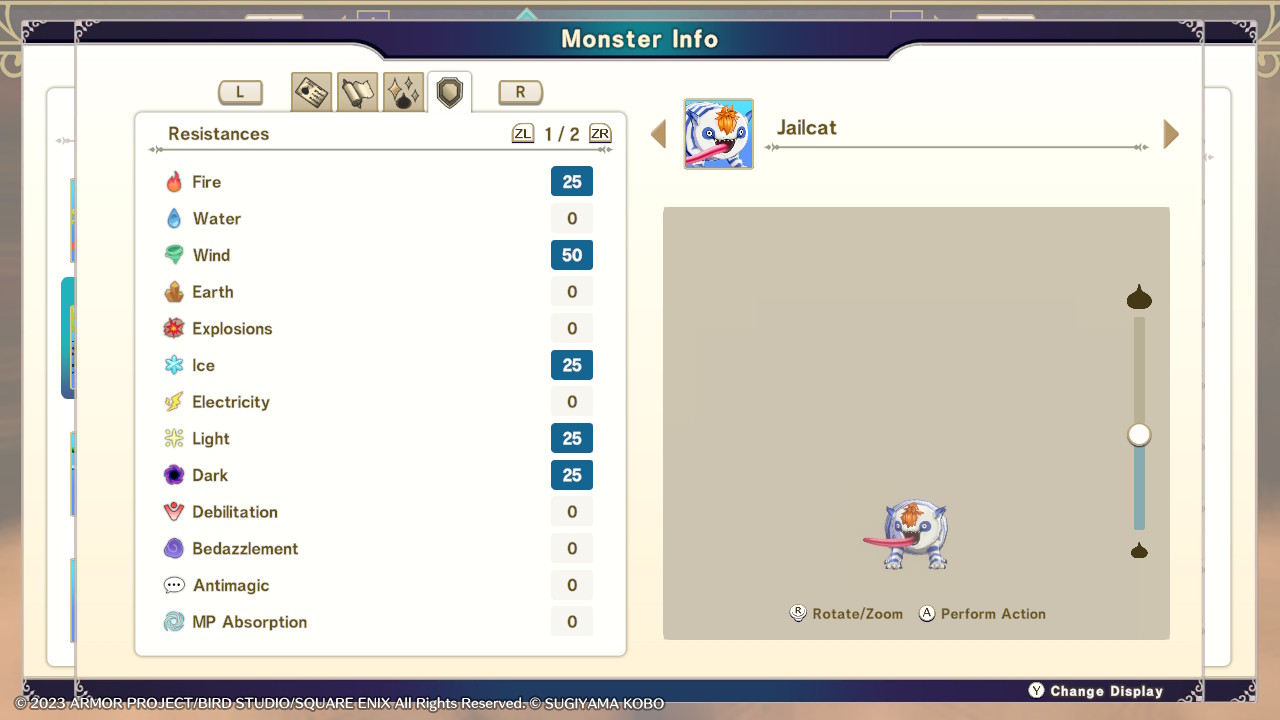 Monster Info
L
R
Resistances
ZL 1 / 2 ZR
Fire 25
Water 0
Wind 50
Earth 0
Explosions 0
Ice 25
Electricity 0
Light 25
Dark 25
Debilitation 0
Bedazzlement 0
Antimagic 0
MP Absorption 0
Jailcat
R Rotate/Zoom A Perform Action
Y Change Display
© 2023 ARMOR PROJECT/BIRD STUDIO/SQUARE ENIX All Rights Reserved. © SUGIYAMA KOBO